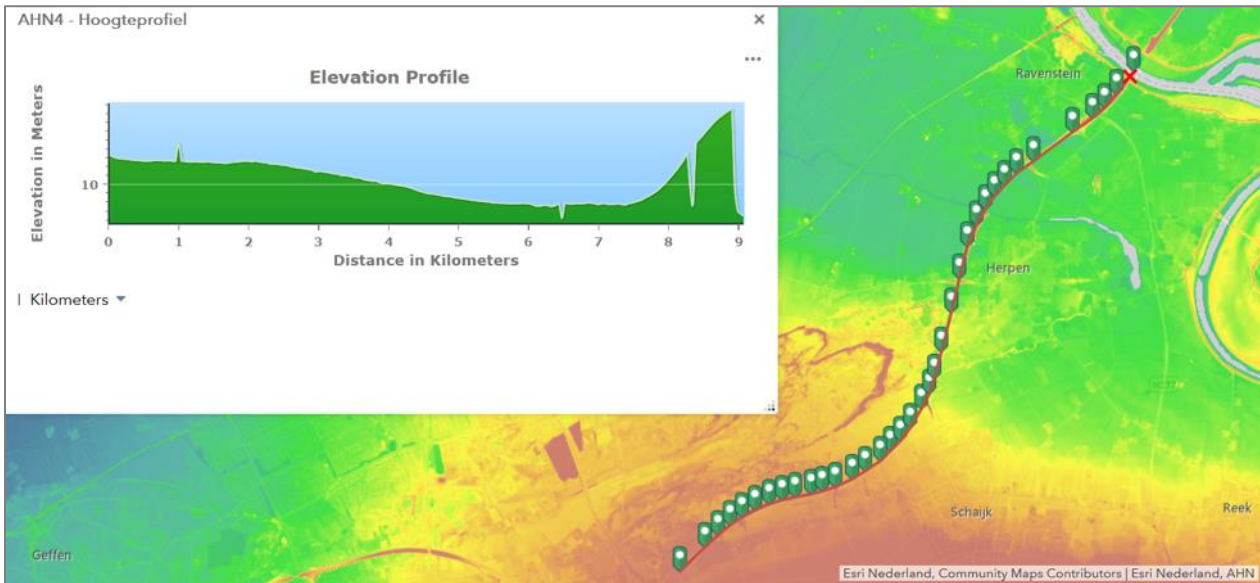 AHN4 - Hoogteprofiel
×
...
Elevation Profile
Elevation in Meters
10
0 1 2 3 4 5 6 7 8 9
Distance in Kilometers
| Kilometers
Ravenstein
Herpen
Schaijk
Reek
Geffen
Esri Nederland, Community Maps Contributors | Esri Nederland, AHN